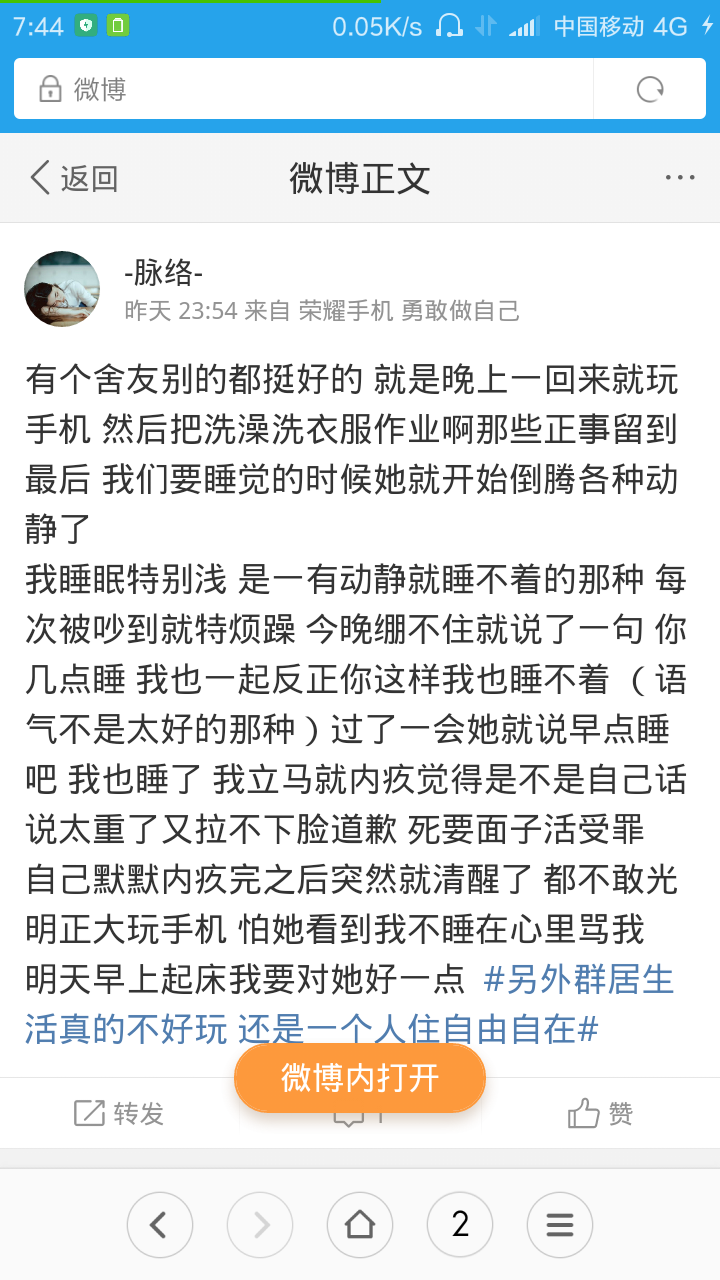 7:44 0.05K/s 中国移动 4G
微博
返回 微博正文 ···
-脉络-
昨天 23:54 来自 荣耀手机 勇敢做自己
有个舍友别的都挺好的 就是晚上一回来就玩
手机 然后把洗澡洗衣服作业啊那些正事留到
最后 我们要睡觉的时候她就开始倒腾各种动
静了
我睡眠特别浅 是一有动静就睡不着的那种 每
次被吵到就特烦躁 今晚绷不住就说了一句 你
几点睡 我也一起反正你这样我也睡不着 （语
气不是太好的那种）过了一会她就说早点睡
吧 我也睡了 我立马就内疚觉得是不是自己话
说太重了又拉不下脸道歉 死要面子活受罪
自己默默内疚完之后突然就清醒了 都不敢光
明正大玩手机 怕她看到我不睡在心里骂我
明天早上起床我要对她好一点 #另外群居生
活真的不好玩 还是一个人住自由自在#
微博内打开
转发 赞
2